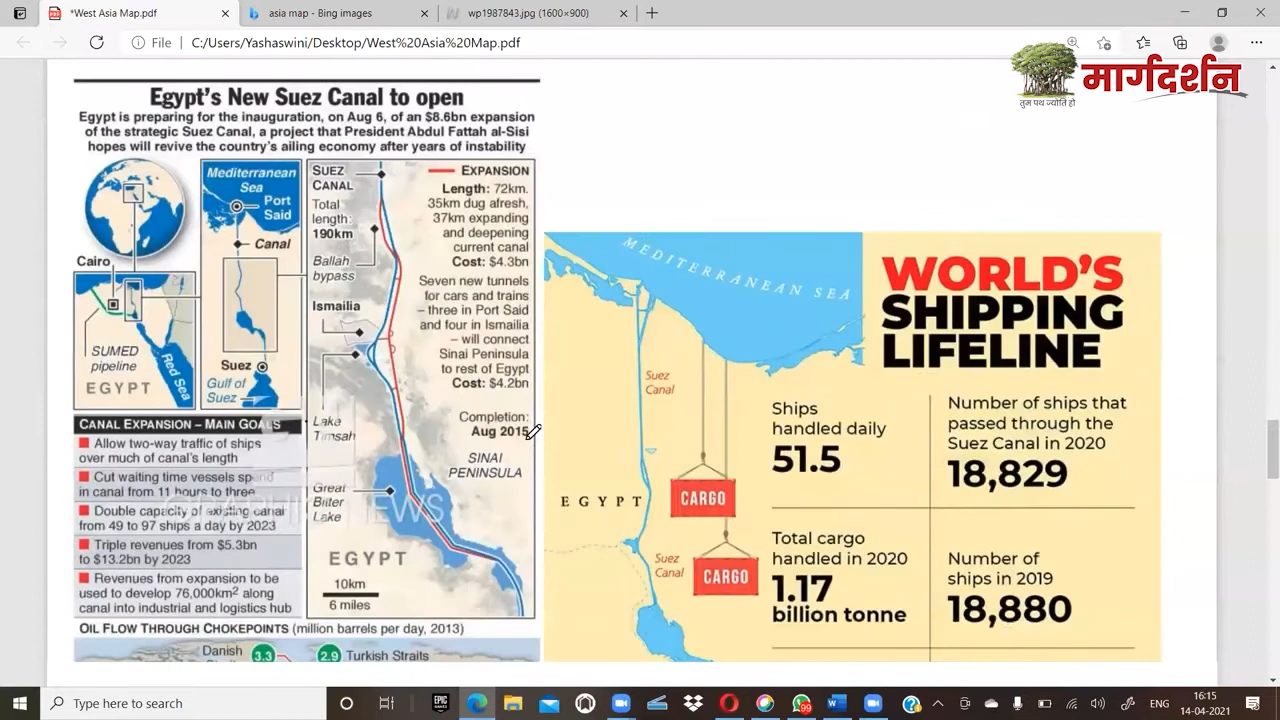 *West Asia Map.pdf
asia map - Bing images
wp1987843.jpg (1600×900)
File
C:/Users/Yashaswini/Desktop/West%20Asia%20Map.pdf
मार्गदर्शन
तुम पथ ज्योति हो
Egypt's New Suez Canal to open
Egypt is preparing for the inauguration, on Aug 6, of an $8.6bn expansion
of the strategic Suez Canal, a project that President Abdul Fattah al-Sisi
hopes will revive the country's ailing economy after years of instability
Cairo
SUMED
pipeline
EGYPT
Red Sea
Mediterranean
Sea
Port
Said
Canal
Suez
Gulf of
Suez
SUEZ
CANAL
Total
length:
190km
Ballah
bypass
Ismailia
Lake
Timsah
Great
Bitter
Lake
EGYPT
10km
6 miles
EXPANSION
Length: 72km.
35km dug afresh,
37km expanding
and deepening
current canal
Cost: $4.3bn
Seven new tunnels
for cars and trains
– three in Port Said
and four in Ismailia
– will connect
Sinai Peninsula
to rest of Egypt
Cost: $4.2bn
Completion:
Aug 2015
SINAI
PENINSULA
CANAL EXPANSION – MAIN GOALS
Allow two-way traffic of ships
over much of canal's length
Cut waiting time vessels spend
in canal from 11 hours to three
Double capacity of existing canal
from 49 to 97 ships a day by 2023
Triple revenues from $5.3bn
to $13.2bn by 2023
Revenues from expansion to be
used to develop 76,000km² along
canal into industrial and logistics hub
OIL FLOW THROUGH CHOKEPOINTS (million barrels per day, 2013)
Danish
3.3
2.9 Turkish Straits
MEDITERRANEAN SEA
Suez
Canal
EGYPT
CARGO
Suez
Canal
CARGO
WORLD'S
SHIPPING
LIFELINE
Ships
handled daily
51.5
Number of ships that
passed through the
Suez Canal in 2020
18,829
Total cargo
handled in 2020
1.17
billion tonne
Number of
ships in 2019
18,880
Type here to search
99
ENG
16:15
14-04-2021